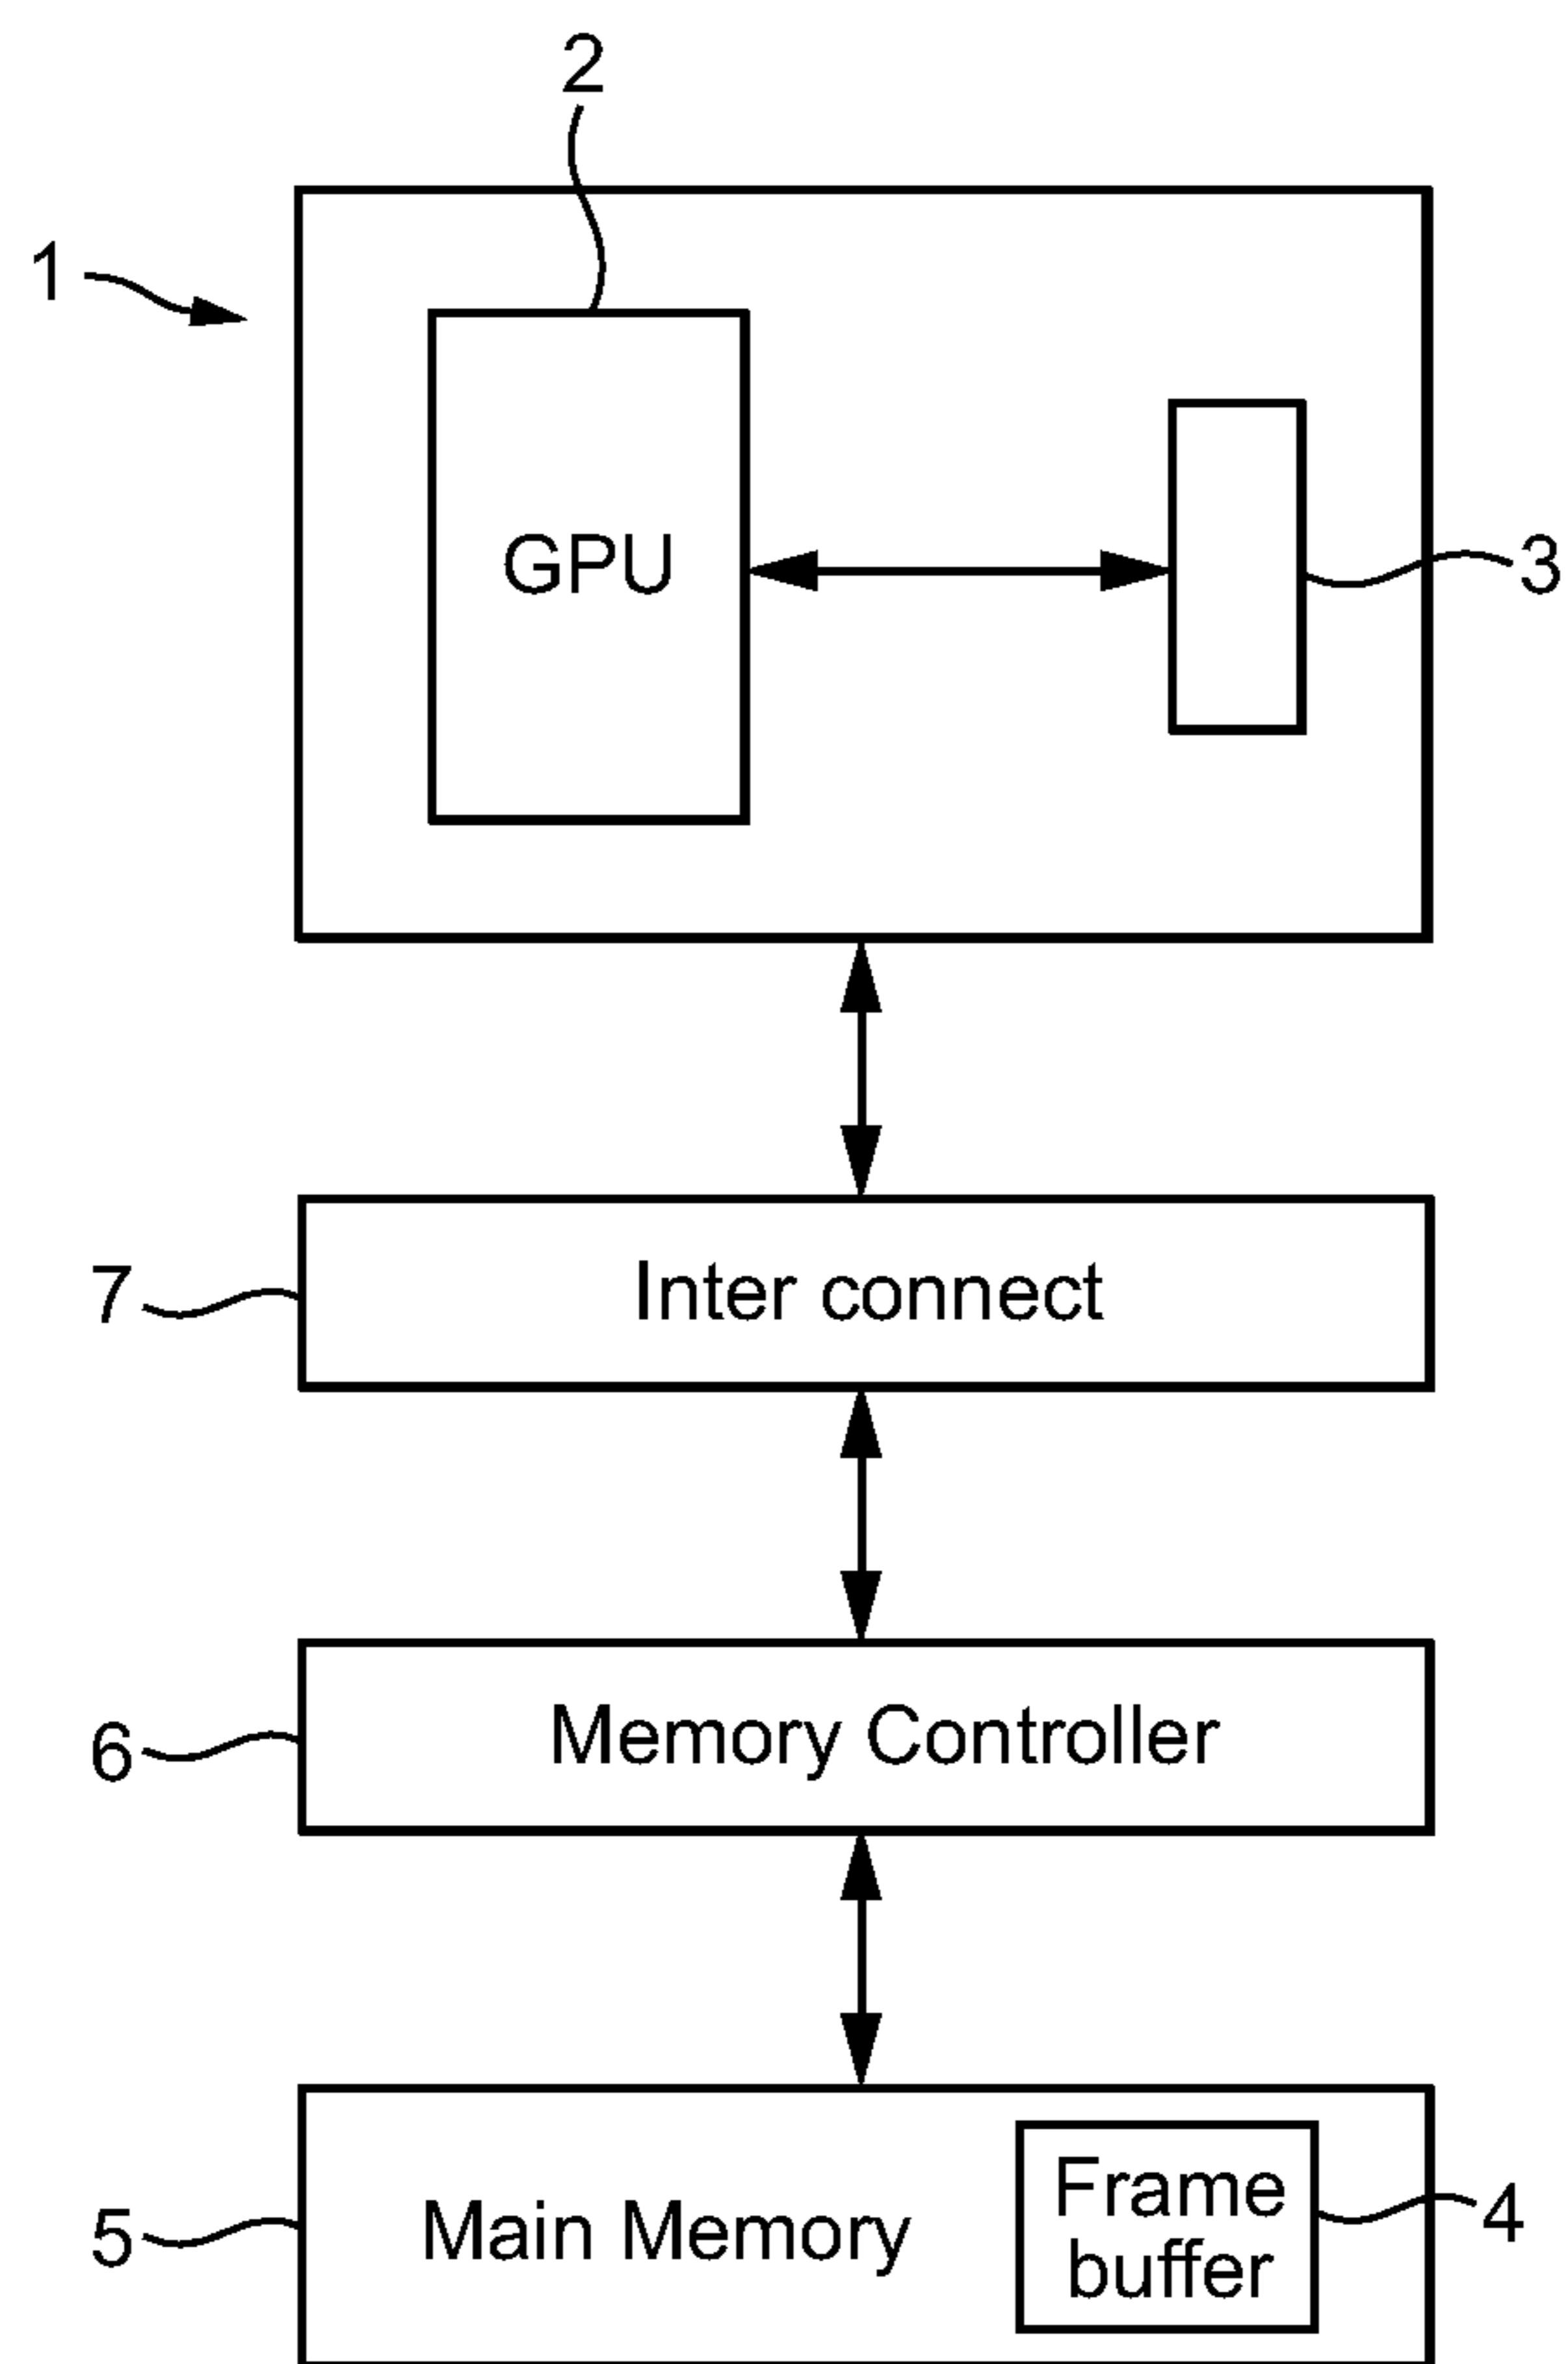 2
1
GPU
3
7
Inter connect
6
Memory Controller
5
Main Memory
Frame
buffer
4